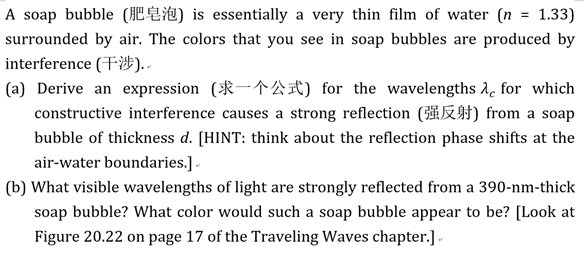 A soap bubble (肥皂泡) is essentially a very thin film of water (n = 1.33)
surrounded by air. The colors that you see in soap bubbles are produced by
interference (干涉).
(a) Derive an expression (求一个公式) for the wavelengths λc for which
constructive interference causes a strong reflection (强反射) from a soap
bubble of thickness d. [HINT: think about the reflection phase shifts at the
air-water boundaries.]
(b) What visible wavelengths of light are strongly reflected from a 390-nm-thick
soap bubble? What color would such a soap bubble appear to be? [Look at
Figure 20.22 on page 17 of the Traveling Waves chapter.]